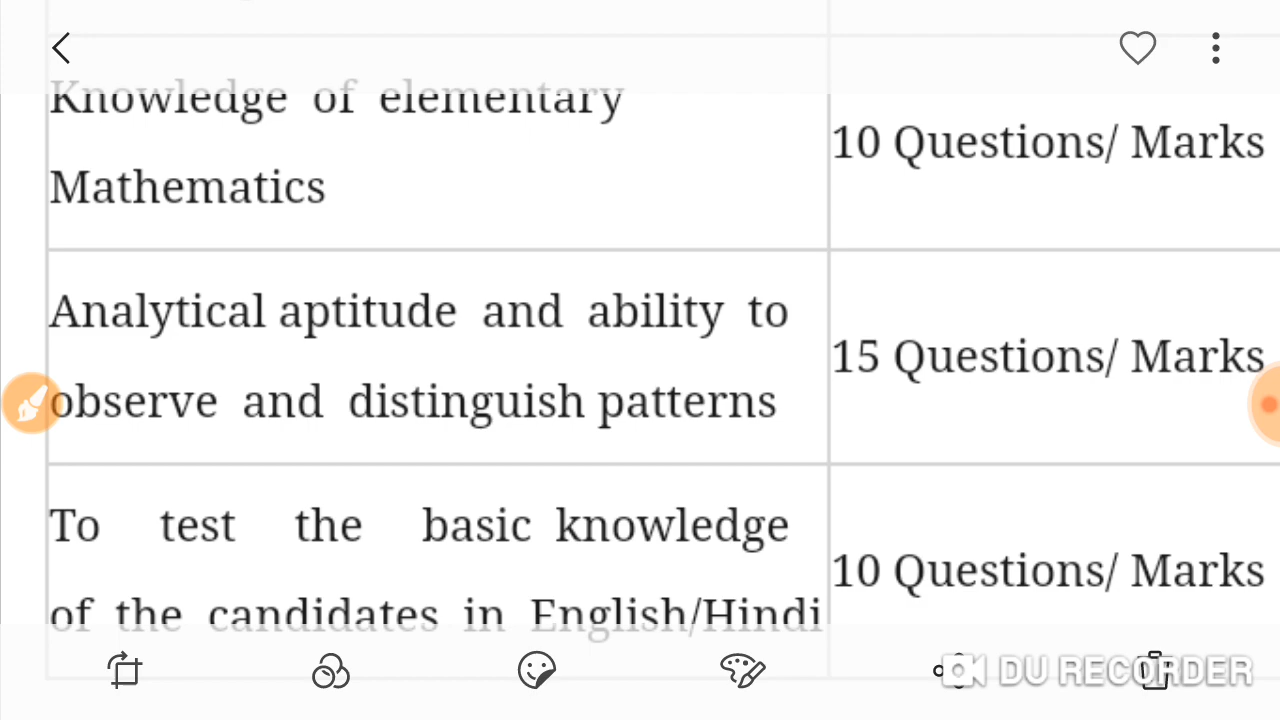 Knowledge of elementary
Mathematics
10 Questions/ Marks
Analytical aptitude and ability to
observe and distinguish patterns
15 Questions/ Marks
To test the basic knowledge
of the candidates in English/Hindi
10 Questions/ Marks
DU RECORDER